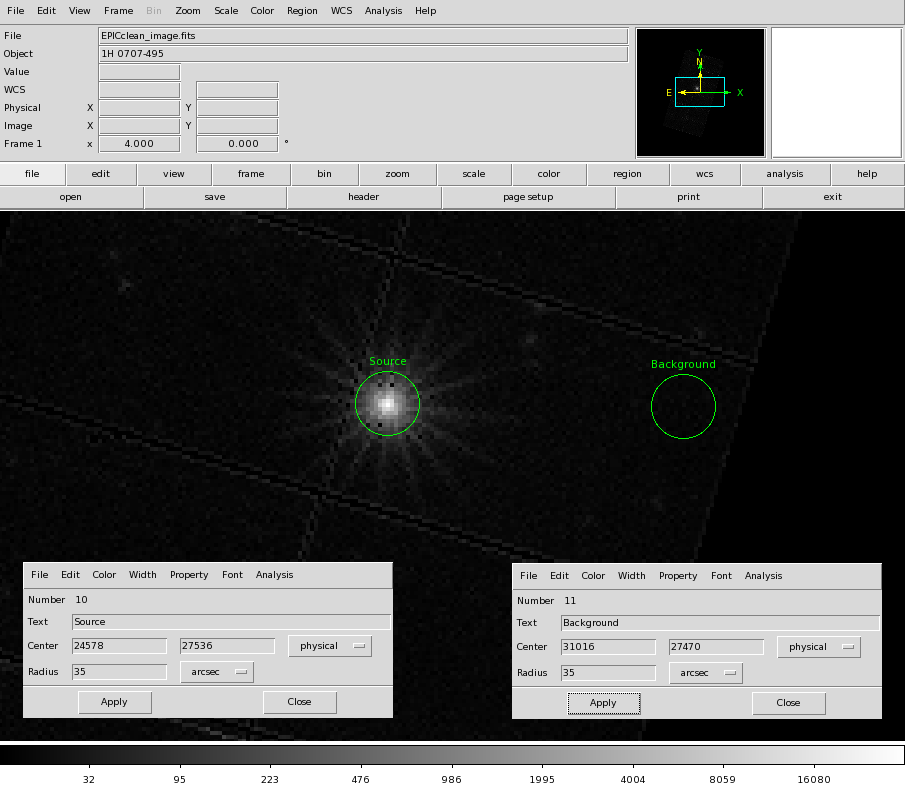 File Edit View Frame Bin Zoom Scale Color Region WCS Analysis Help
File EPICclean_image.fits
Object 1H 0707-495
Value
WCS
Physical X Y
Image X Y
Frame 1 x 4.000 0.000 °
Y
N
E X
file edit view frame bin zoom scale color region wcs analysis help
open save header page setup print exit
Source
Background
File Edit Color Width Property Font Analysis
Number 10
Text Source
Center 24578 27536 physical
Radius 35 arcsec
Apply Close
File Edit Color Width Property Font Analysis
Number 11
Text Background
Center 31016 27470 physical
Radius 35 arcsec
Apply Close
32 95 223 476 986 1995 4004 8059 16080